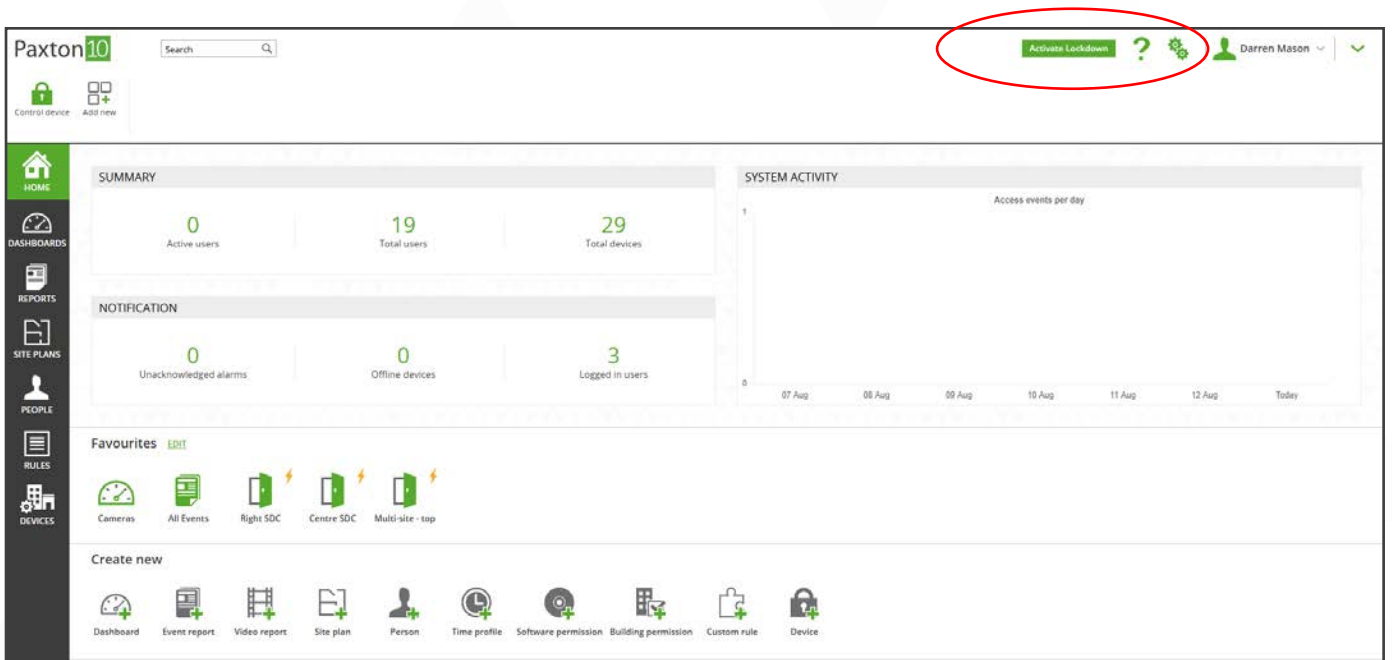 Paxton10
Search
Activate Lockdown
?
Darren Mason
Control device
Add new
HOME
DASHBOARDS
REPORTS
SITE PLANS
PEOPLE
RULES
DEVICES
SUMMARY
0
Active users
19
Total users
29
Total devices
NOTIFICATION
0
Unacknowledged alarms
0
Offline devices
3
Logged in users
SYSTEM ACTIVITY
Access events per day
1
0
07 Aug 08 Aug 09 Aug 10 Aug 11 Aug 12 Aug Today
Favourites EDIT
Cameras All Events Right SDC Centre SDC Multi-site - top
Create new
Dashboard Event report Video report Site plan Person Time profile Software permission Building permission Custom rule Device